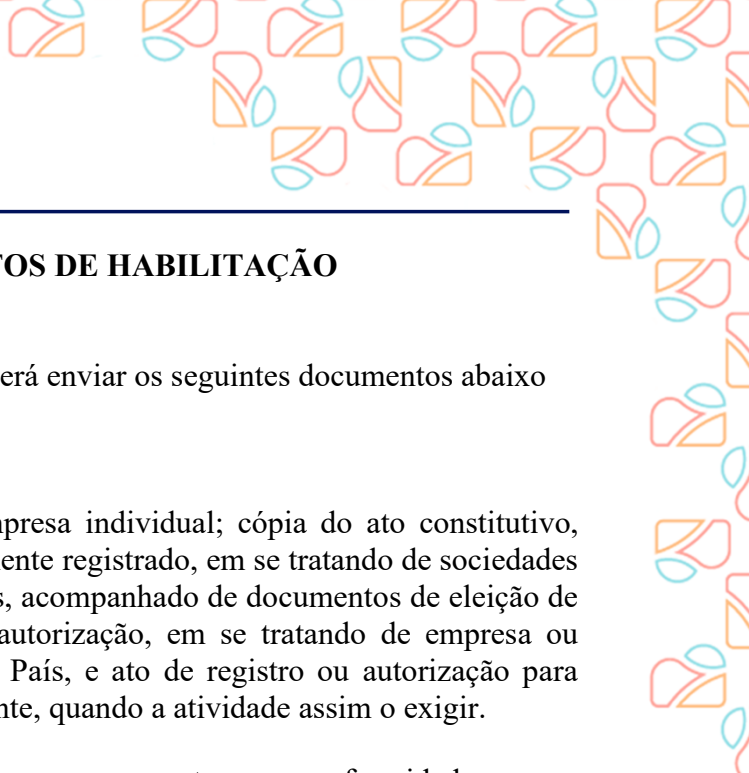 TOS DE HABILITAÇÃO
erá enviar os seguintes documentos abaixo
presa individual; cópia do ato constitutivo,
ente registrado, em se tratando de sociedades
s, acompanhado de documentos de eleição de
autorização, em se tratando de empresa ou
País, e ato de registro ou autorização para
nte, quando a atividade assim o exigir.